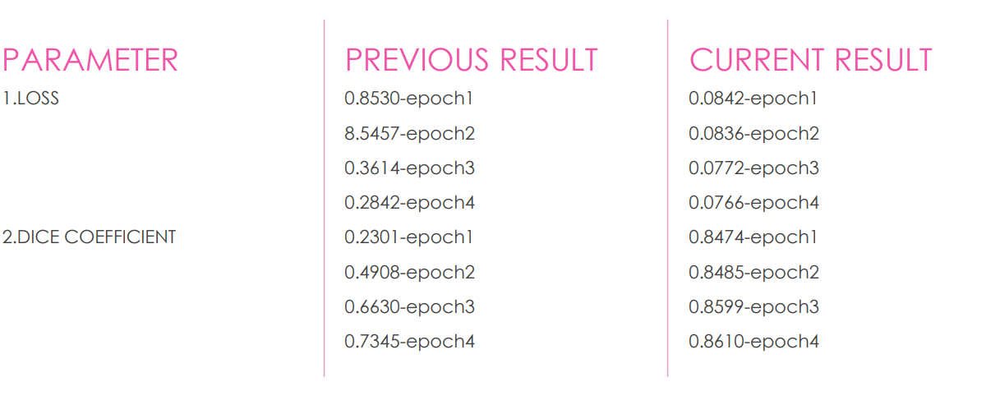 PARAMETER PREVIOUS RESULT CURRENT RESULT
1.LOSS 0.8530-epoch1 0.0842-epoch1
8.5457-epoch2 0.0836-epoch2
0.3614-epoch3 0.0772-epoch3
0.2842-epoch4 0.0766-epoch4
2.DICE COEFFICIENT 0.2301-epoch1 0.8474-epoch1
0.4908-epoch2 0.8485-epoch2
0.6630-epoch3 0.8599-epoch3
0.7345-epoch4 0.8610-epoch4